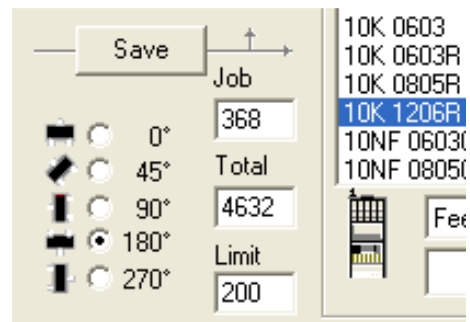 Save
Job
368
0°
45°
Total
90°
4632
180°
Limit
270°
200
10K 0603
10K 0603R
10K 0805R
10K 1206R
10NF 0603
10NF 0805
Fee